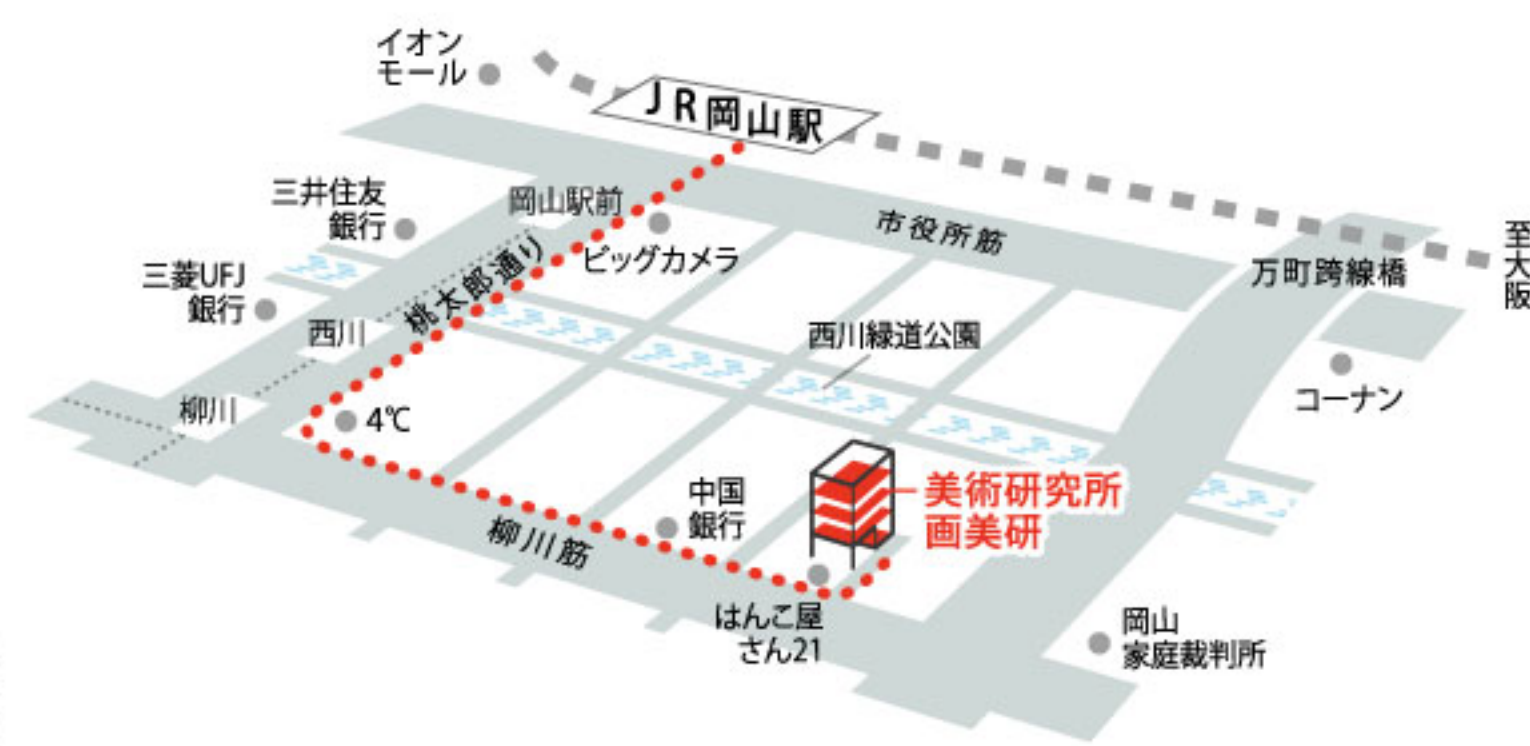 イオン
モール
JR岡山駅
三井住友
銀行
岡山駅前
ビッグカメラ
市役所筋
至大阪
万町跨線橋
三菱UFJ
銀行
桃太郎通り
西川
西川緑道公園
コーナン
柳川
4℃
中国
銀行
美術研究所
画美研
柳川筋
はんこ屋
さん21
岡山
家庭裁判所